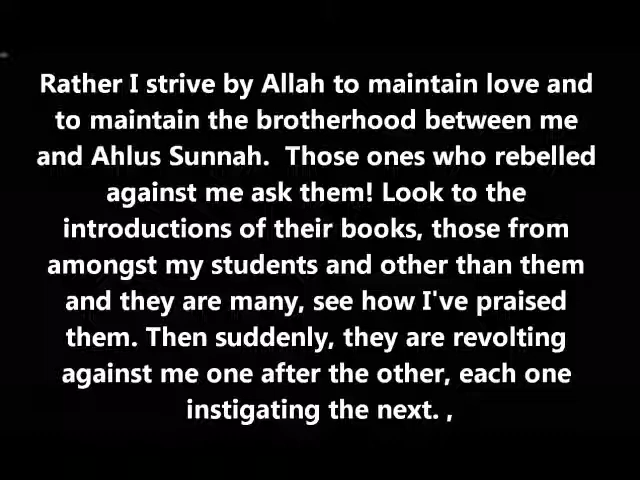 Rather I strive by Allah to maintain love and
to maintain the brotherhood between me
and Ahlus Sunnah.  Those ones who rebelled
against me ask them! Look to the
introductions of their books, those from
amongst my students and other than them
and they are many, see how I've praised
them. Then suddenly, they are revolting
against me one after the other, each one
instigating the next. ,